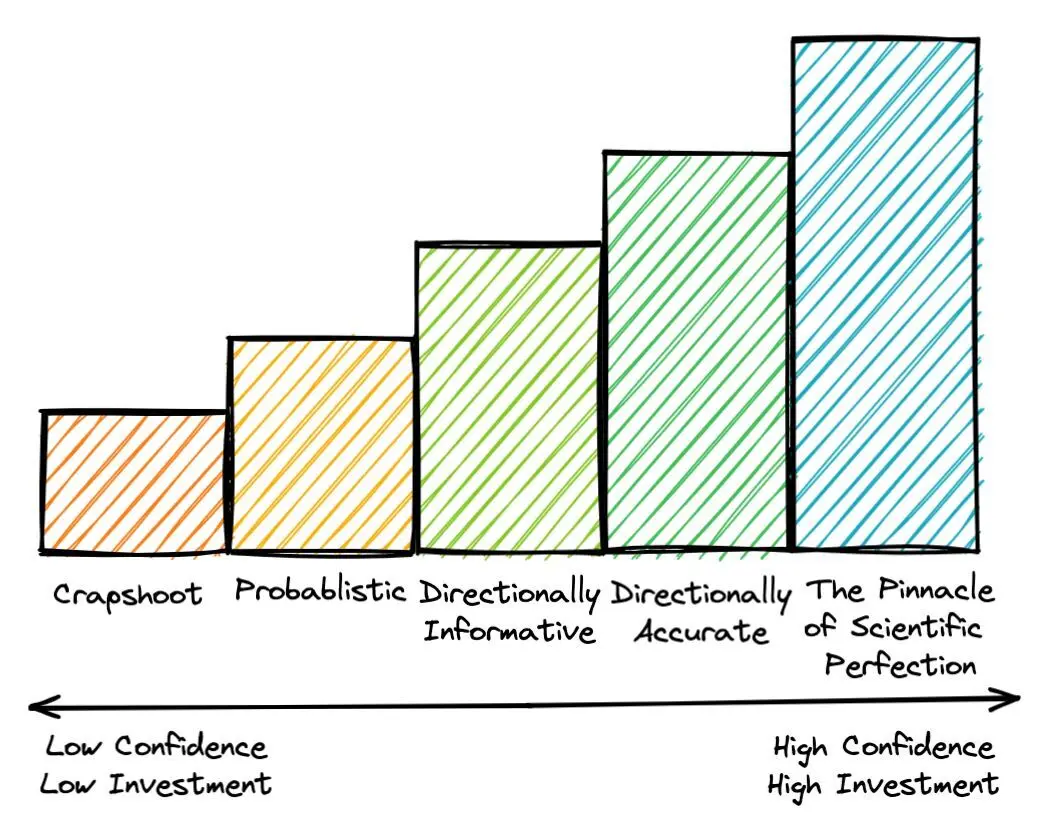 Crapshoot
Probablistic
Directionally
Informative
Directionally
Accurate
The Pinnacle
of Scientific
Perfection
Low Confidence
Low Investment
High Confidence
High Investment